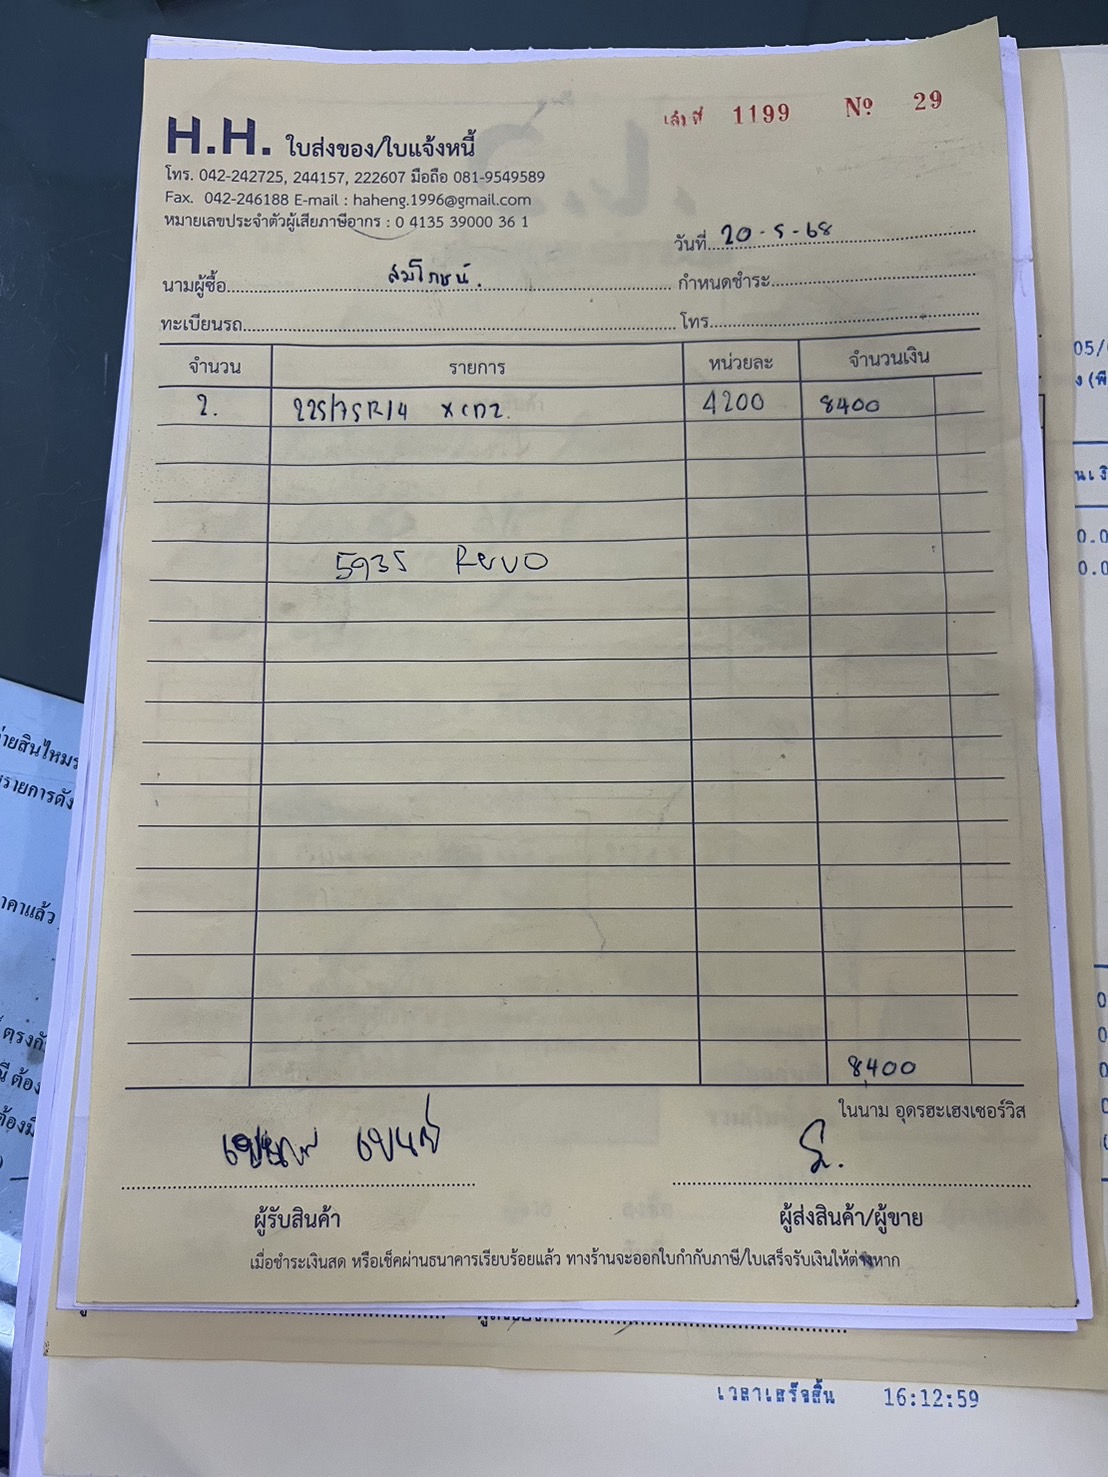 เล่มที่ 1199 Nº 29
H.H. ใบส่งของ/ใบแจ้งหนี้
โทร. 042-242725, 244157, 222607 มือถือ 081-9549589
Fax. 042-246188 E-mail : haheng.1996@gmail.com
หมายเลขประจำตัวผู้เสียภาษีอากร : 0 4135 39000 36 1
วันที่ 20-5-68
นามผู้ซื้อ สมโภชน์. กำหนดชำระ
ทะเบียนรถ โทร.
จำนวน รายการ หน่วยละ จำนวนเงิน
2. 225/75R14 XCD2. 4200 8400
5935 REVO
8400
ในนาม อุดรฮะเฮงเซอร์วิส
ผู้รับสินค้า ผู้ส่งสินค้า/ผู้ขาย
เมื่อชำระเงินสด หรือเช็คผ่านธนาคารเรียบร้อยแล้ว ทางร้านจะออกใบกำกับภาษี/ใบเสร็จรับเงินให้ต่างหาก
เวลาเสร็จสิ้น 16:12:59